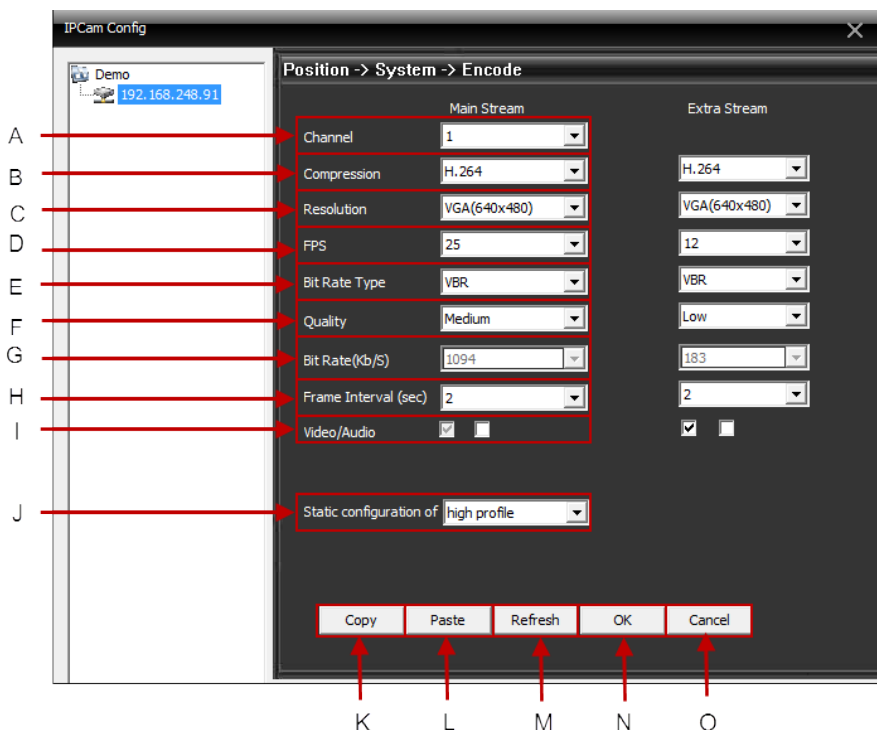 IPCam Config
Demo
192.168.248.91
Position -> System -> Encode
Main Stream Extra Stream
A Channel 1
B Compression H.264 H.264
C Resolution VGA(640x480) VGA(640x480)
D FPS 25 12
E Bit Rate Type VBR VBR
F Quality Medium Low
G Bit Rate(Kb/S) 1094 183
H Frame Interval (sec) 2 2
I Video/Audio
J Static configuration of high profile
Copy Paste Refresh OK Cancel
K L M N O